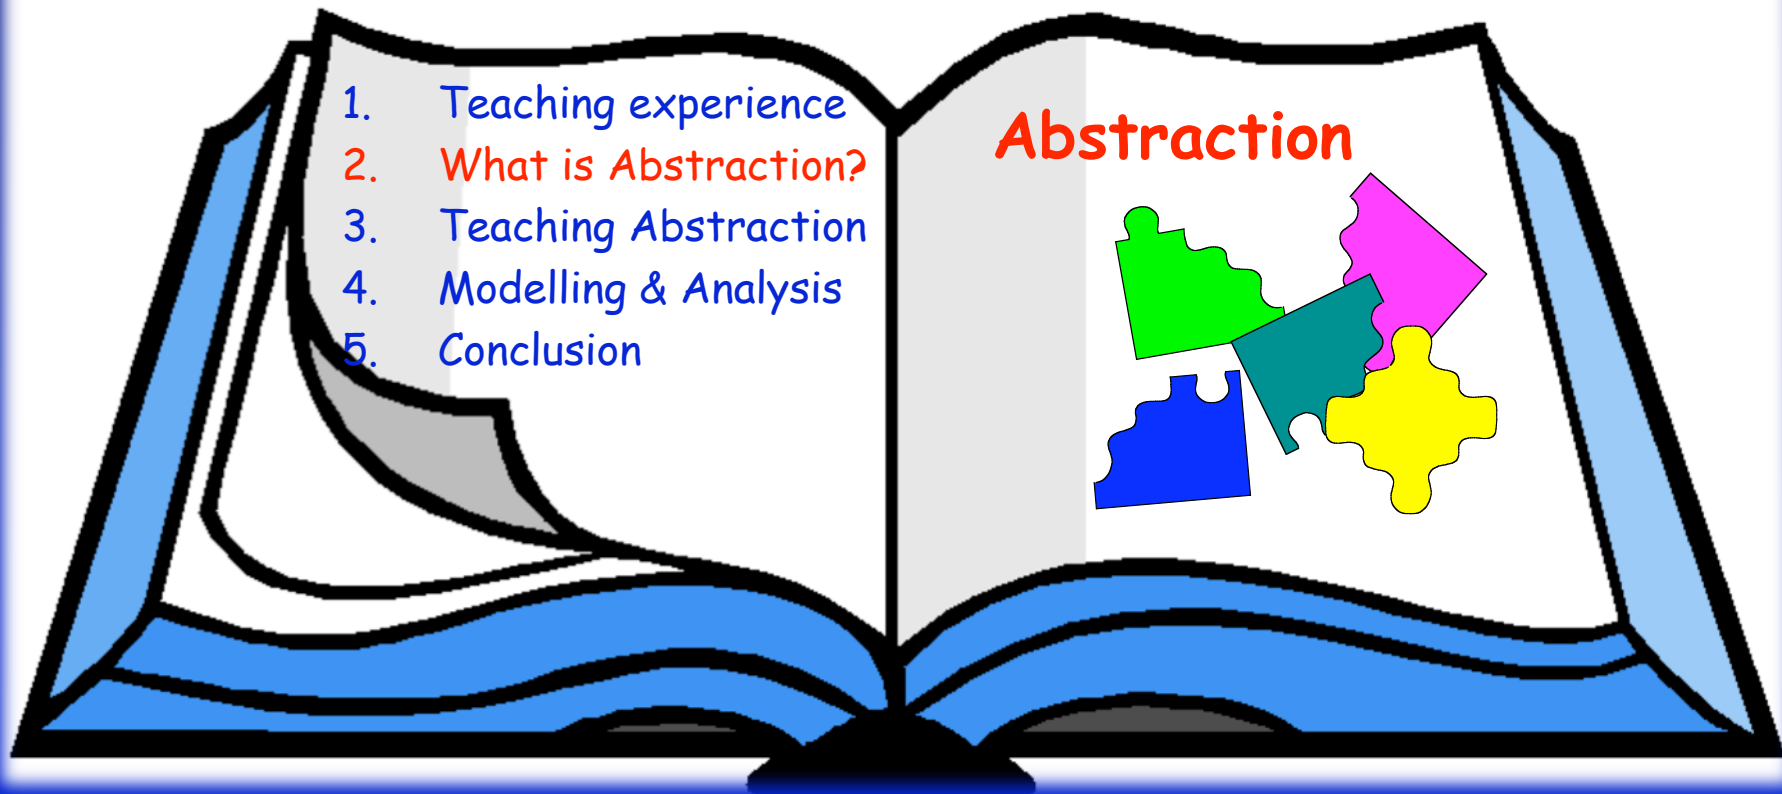 1. Teaching experience
2. What is Abstraction?
3. Teaching Abstraction
4. Modelling & Analysis
5. Conclusion
Abstraction